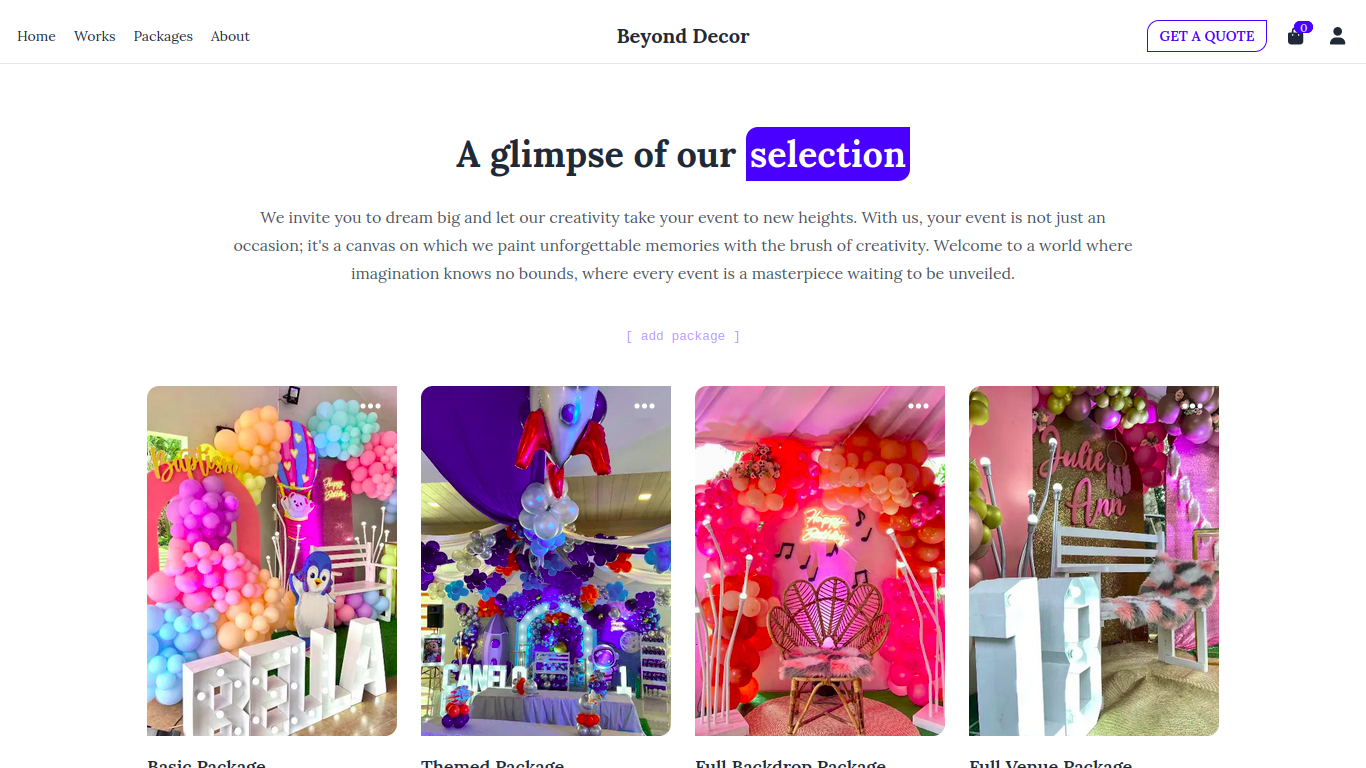 Home Works Packages About
Beyond Decor
GET A QUOTE
0
A glimpse of our selection
We invite you to dream big and let our creativity take your event to new heights. With us, your event is not just an
occasion; it's a canvas on which we paint unforgettable memories with the brush of creativity. Welcome to a world where
imagination knows no bounds, where every event is a masterpiece waiting to be unveiled.
[ add package ]
Baptism
Happy
Birthday
BELLA
CANELO
1
Happy
Birthday
Julie
Ann
18
Basic Package
Themed Package
Full Backdrop Package
Full Venue Package